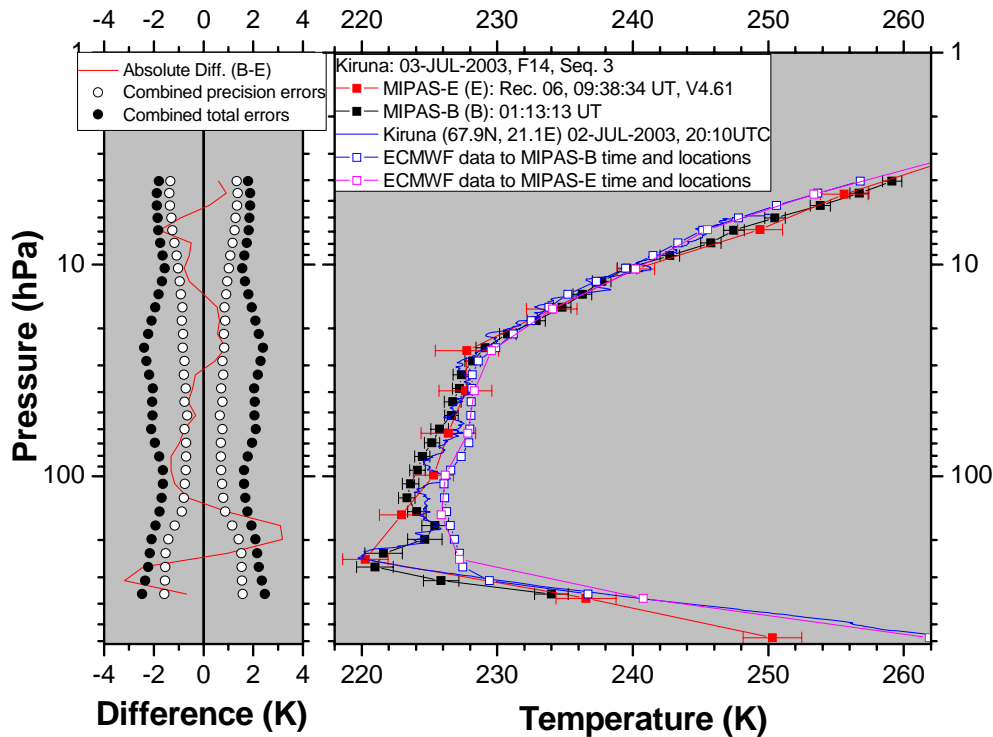 -4 -2 0 2 4
220 230 240 250 260
1
10
100
Pressure (hPa)
Absolute Diff. (B-E)
Combined precision errors
Combined total errors
Kiruna: 03-JUL-2003, F14, Seq. 3
MIPAS-E (E): Rec. 06, 09:38:34 UT, V4.61
MIPAS-B (B): 01:13:13 UT
Kiruna (67.9N, 21.1E) 02-JUL-2003, 20:10UTC
ECMWF data to MIPAS-B time and locations
ECMWF data to MIPAS-E time and locations
1
10
100
-4 -2 0 2 4
220 230 240 250 260
Difference (K)
Temperature (K)